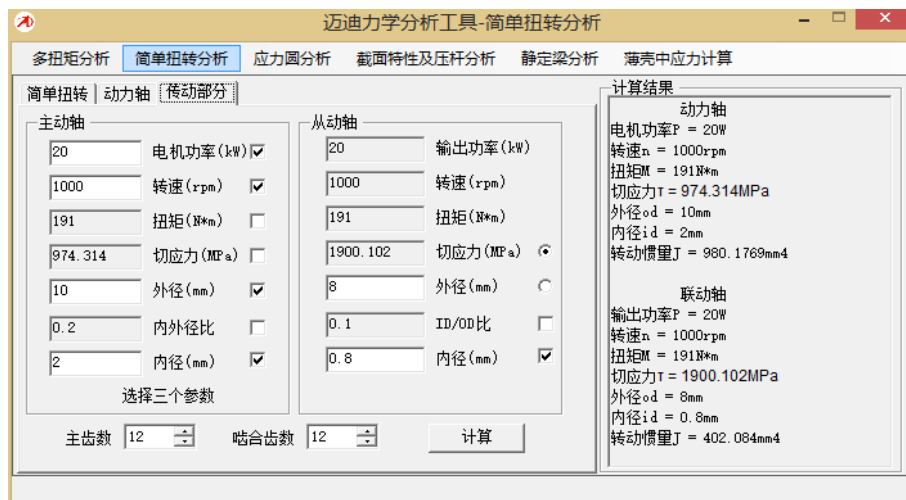 迈迪力学分析工具-简单扭转分析
多扭矩分析 简单扭转分析 应力圆分析 截面特性及压杆分析 静定梁分析 薄壳中应力计算
简单扭转 动力轴 传动部分
主动轴
20 电机功率(kW)
1000 转速(rpm)
191 扭矩(N*m)
974.314 切应力(MPa)
10 外径(mm)
0.2 内外径比
2 内径(mm)
选择三个参数
从动轴
20 输出功率(kW)
1000 转速(rpm)
191 扭矩(N*m)
1900.102 切应力(MPa)
8 外径(mm)
0.1 ID/OD比
0.8 内径(mm)
主齿数 12 啮合齿数 12 计算
计算结果
动力轴
电机功率P = 20W
转速n = 1000rpm
扭矩M = 191N*m
切应力τ = 974.314MPa
外径od = 10mm
内径id = 2mm
转动惯量J = 980.1769mm4
联动轴
输出功率P = 20W
转速n = 1000rpm
扭矩M = 191N*m
切应力τ = 1900.102MPa
外径od = 8mm
内径id = 0.8mm
转动惯量J = 402.084mm4